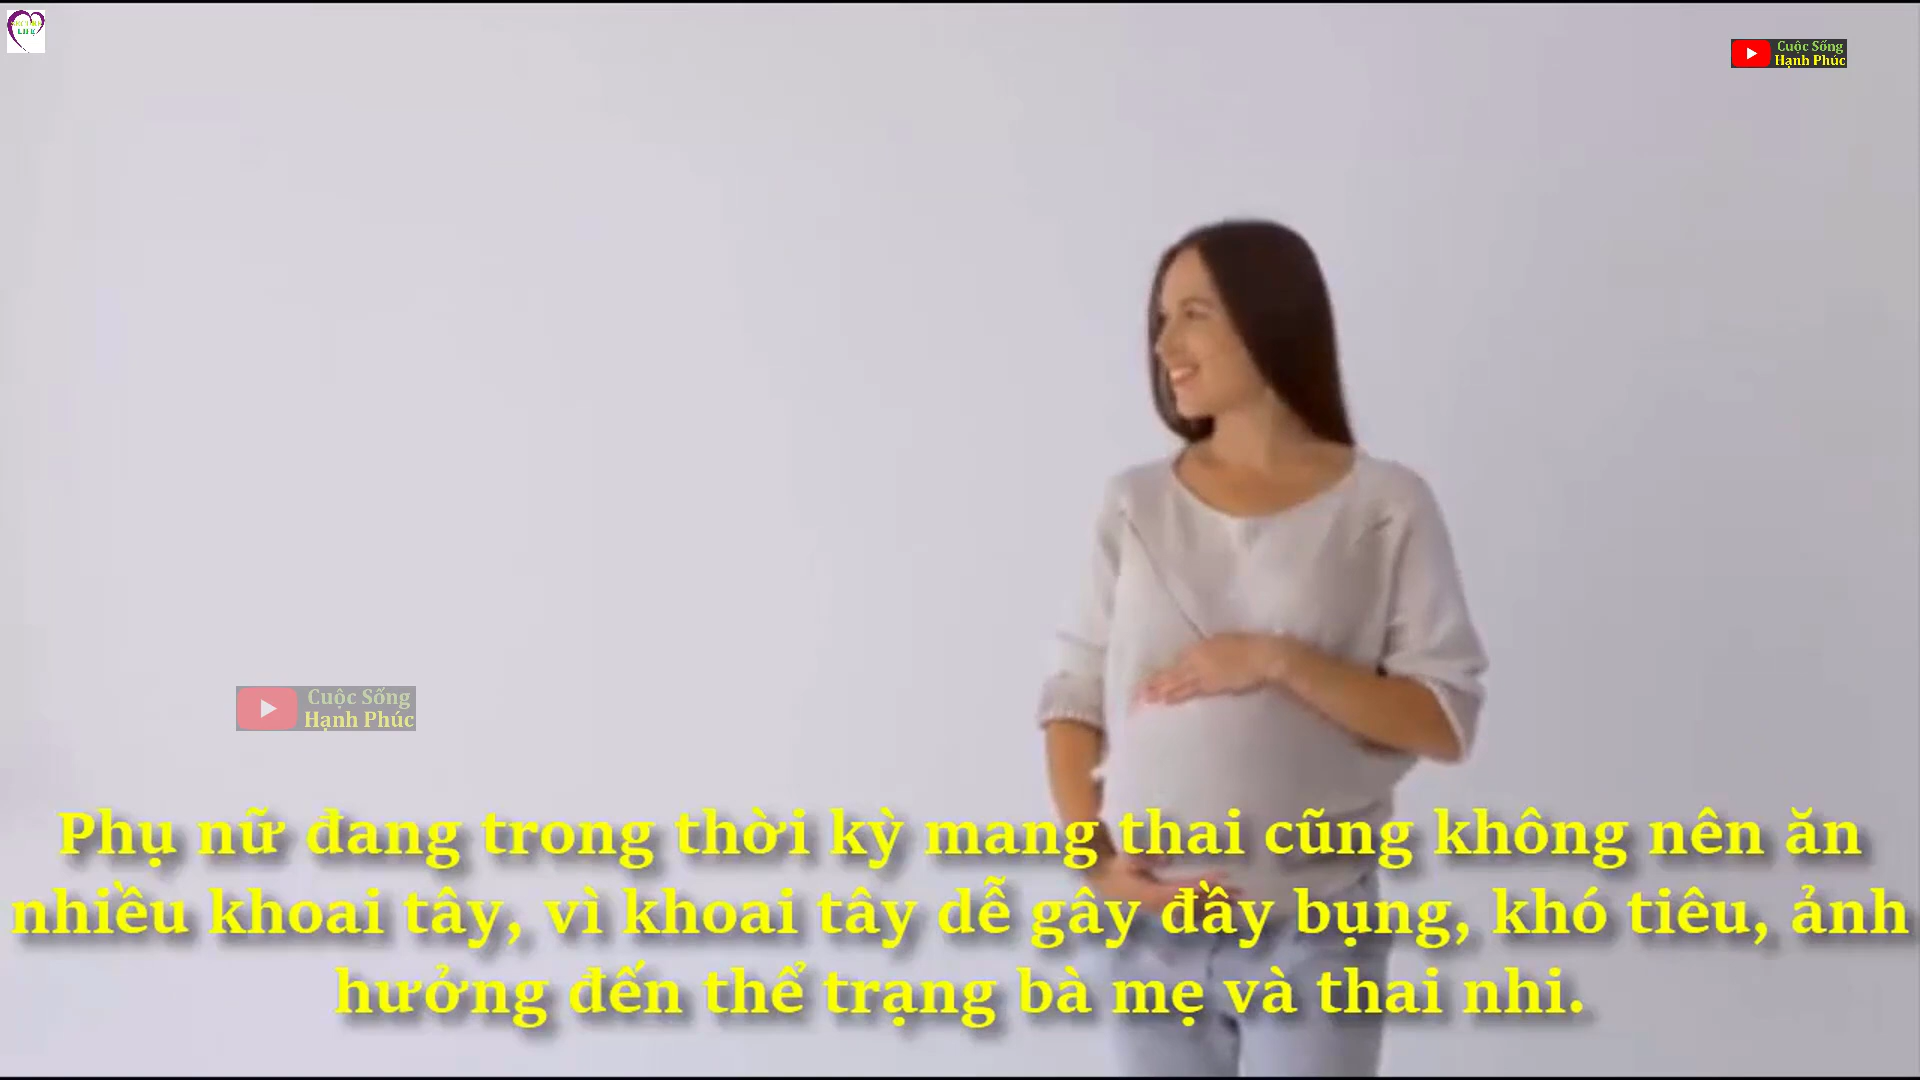 Cuộc Sống
Hạnh Phúc
Cuộc Sống
Hạnh Phúc
Phụ nữ đang trong thời kỳ mang thai cũng không nên ăn
nhiều khoai tây, vì khoai tây dễ gây đầy bụng, khó tiêu, ảnh
hưởng đến thể trạng bà mẹ và thai nhi.